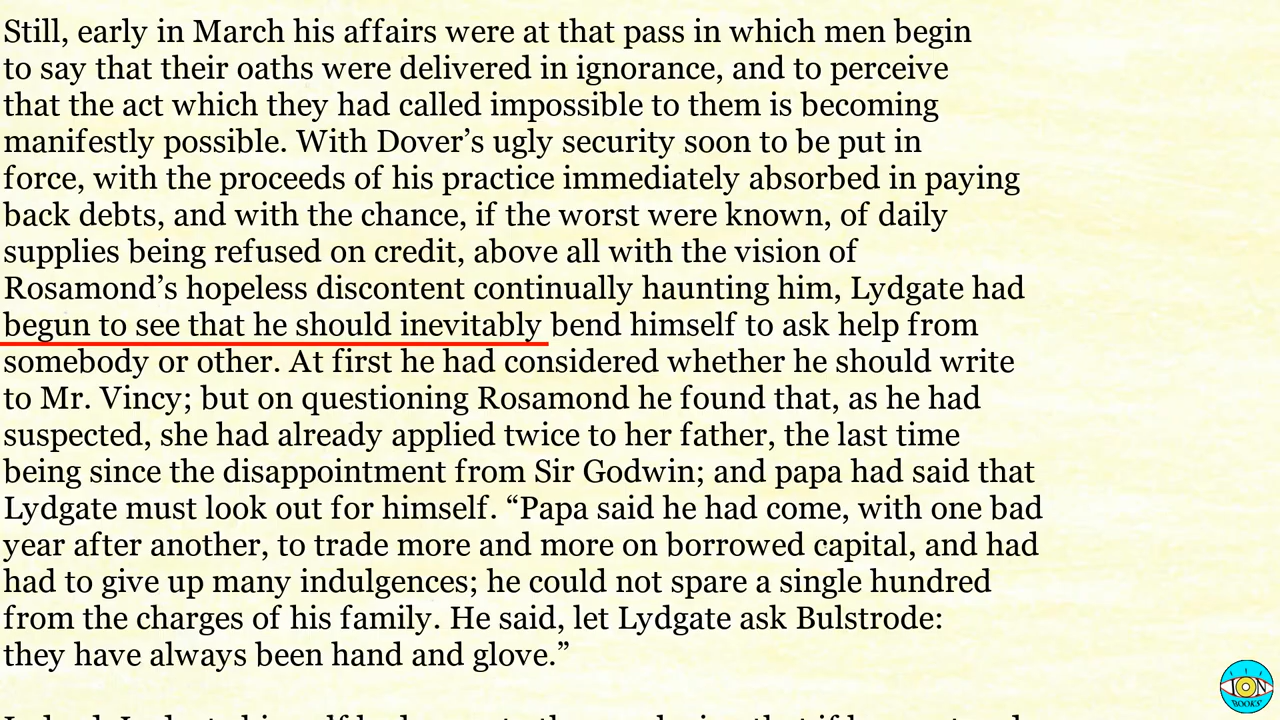 Still, early in March his affairs were at that pass in which men begin
to say that their oaths were delivered in ignorance, and to perceive
that the act which they had called impossible to them is becoming
manifestly possible. With Dover’s ugly security soon to be put in
force, with the proceeds of his practice immediately absorbed in paying
back debts, and with the chance, if the worst were known, of daily
supplies being refused on credit, above all with the vision of
Rosamond’s hopeless discontent continually haunting him, Lydgate had
begun to see that he should inevitably bend himself to ask help from
somebody or other. At first he had considered whether he should write
to Mr. Vincy; but on questioning Rosamond he found that, as he had
suspected, she had already applied twice to her father, the last time
being since the disappointment from Sir Godwin; and papa had said that
Lydgate must look out for himself. “Papa said he had come, with one bad
year after another, to trade more and more on borrowed capital, and had
had to give up many indulgences; he could not spare a single hundred
from the charges of his family. He said, let Lydgate ask Bulstrode:
they have always been hand and glove.”
ION
BOOKS